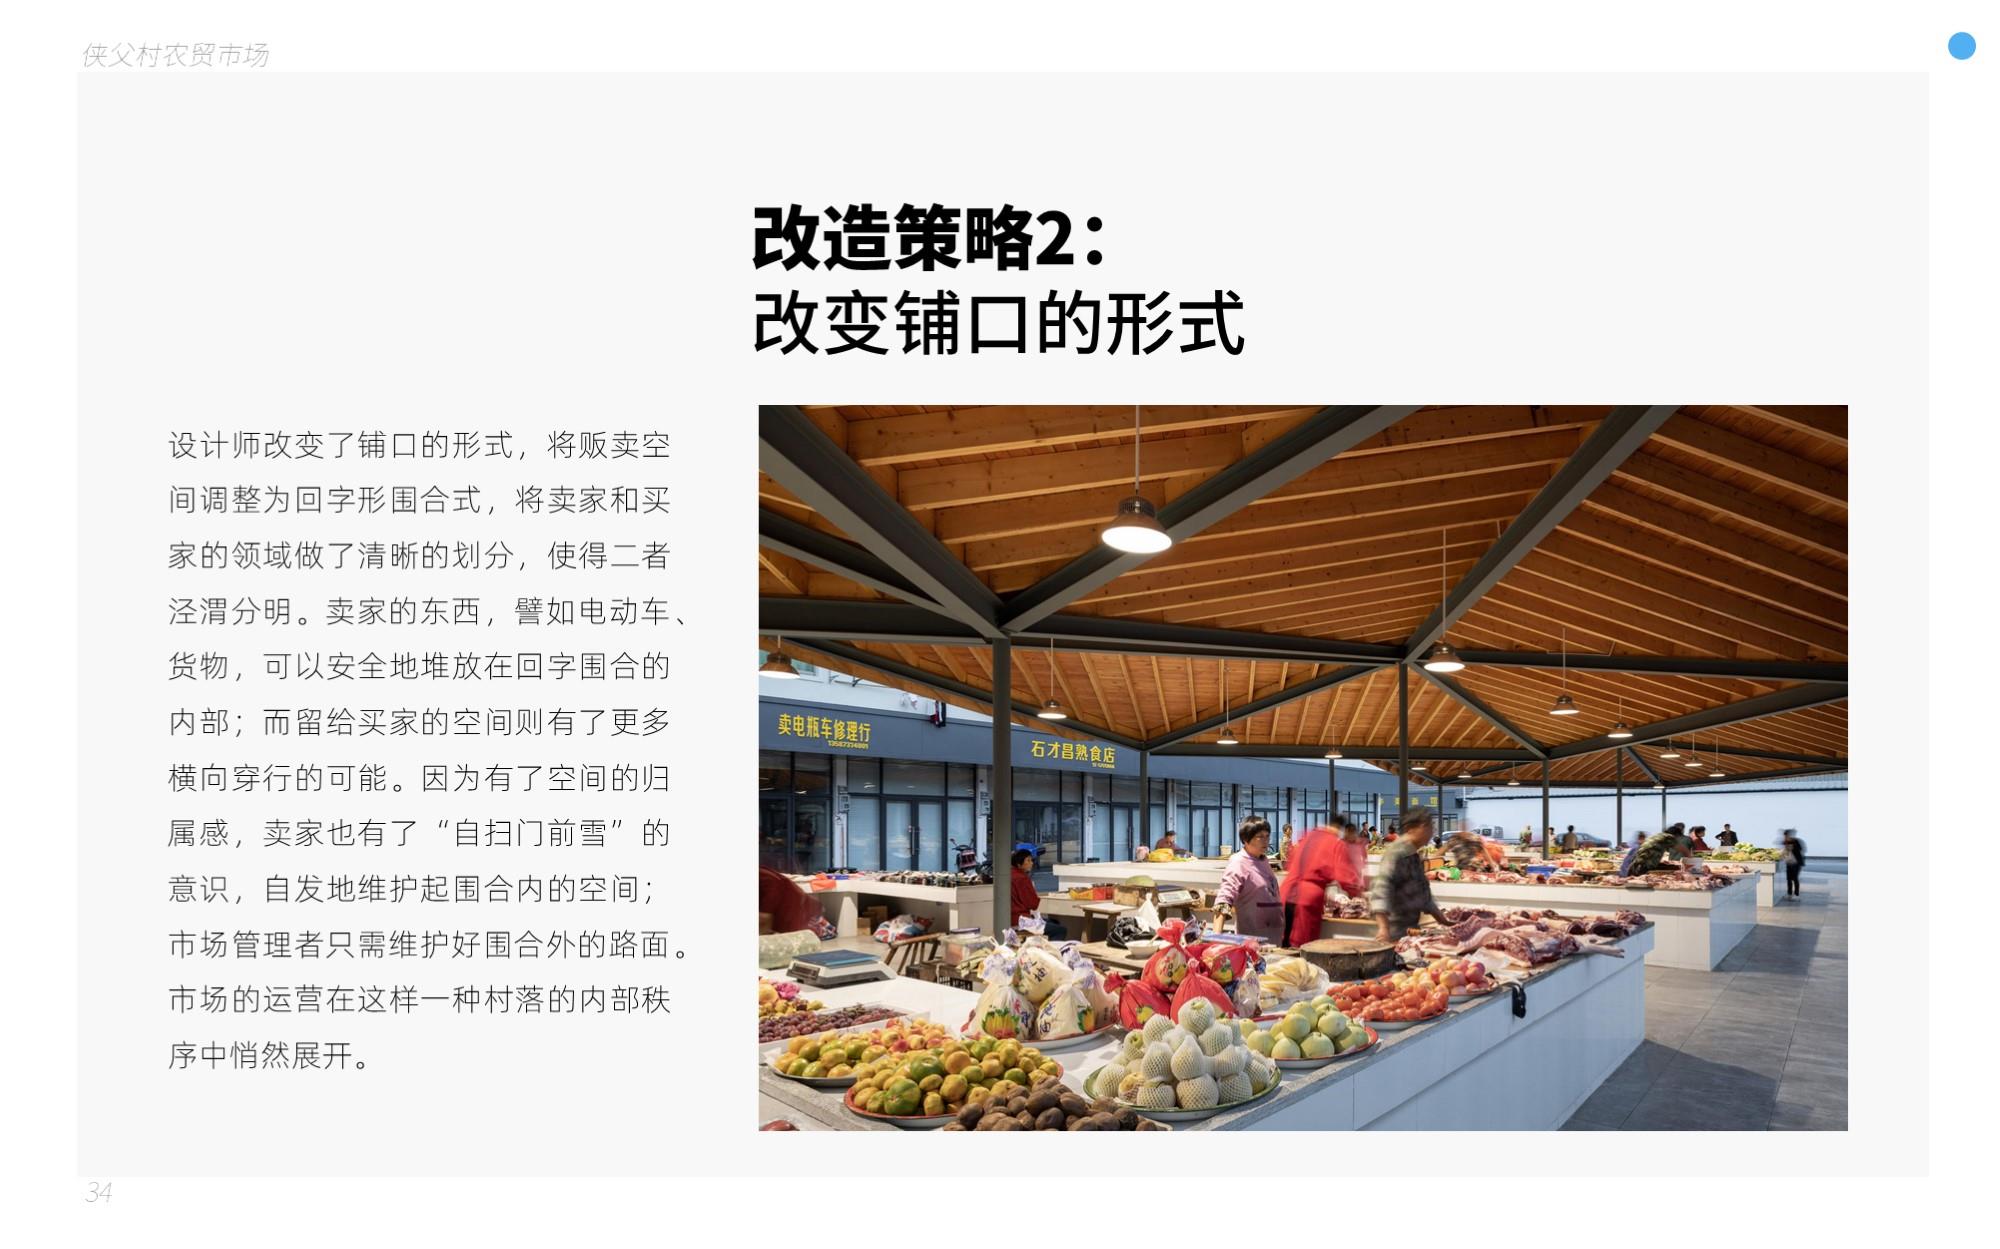 侠父村农贸市场
改造策略2：
改变铺口的形式
设计师改变了铺口的形式，将贩卖空
间调整为回字形围合式，将卖家和买
家的领域做了清晰的划分，使得二者
泾渭分明。卖家的东西，譬如电动车、
货物，可以安全地堆放在回字围合的
内部；而留给买家的空间则有了更多
横向穿行的可能。因为有了空间的归
属感，卖家也有了“自扫门前雪”的
意识，自发地维护起围合内的空间；
市场管理者只需维护好围合外的路面。
市场的运营在这样一种村落的内部秩
序中悄然展开。
卖电瓶车修理行
石才昌熟食店
34